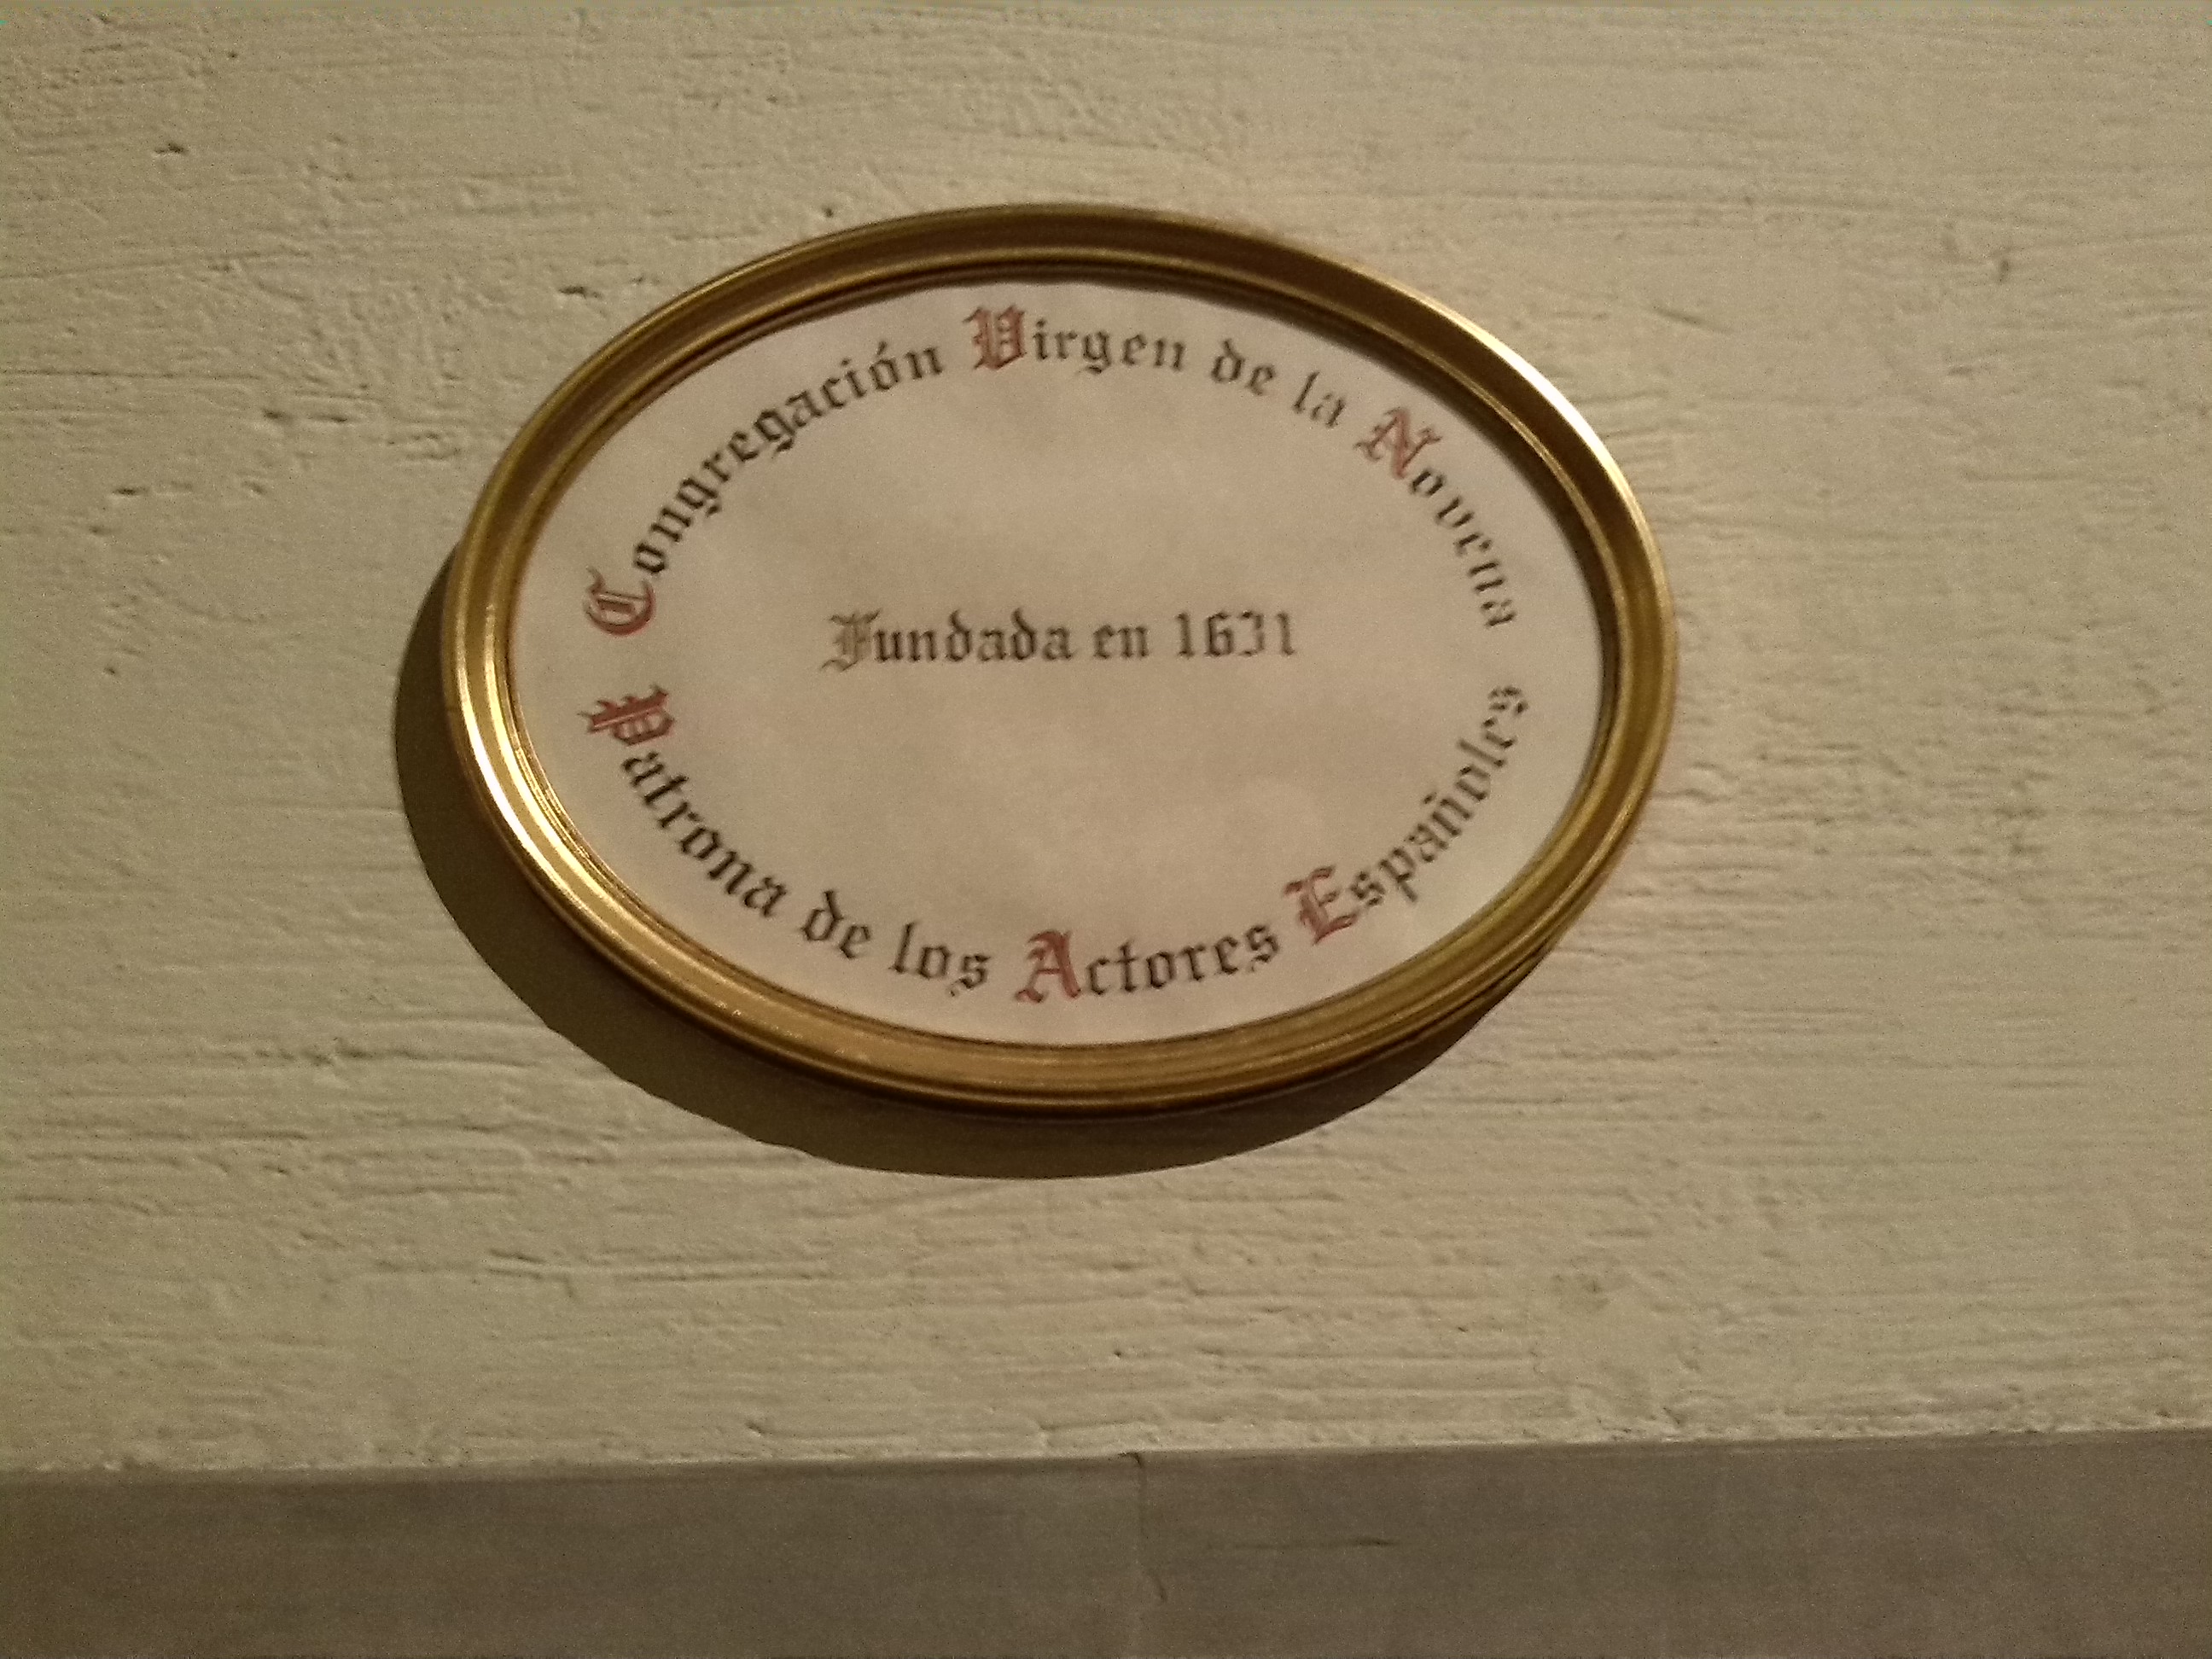 Congregación Virgen de la Novena
Fundada en 1631
Patrona de los Actores Españoles